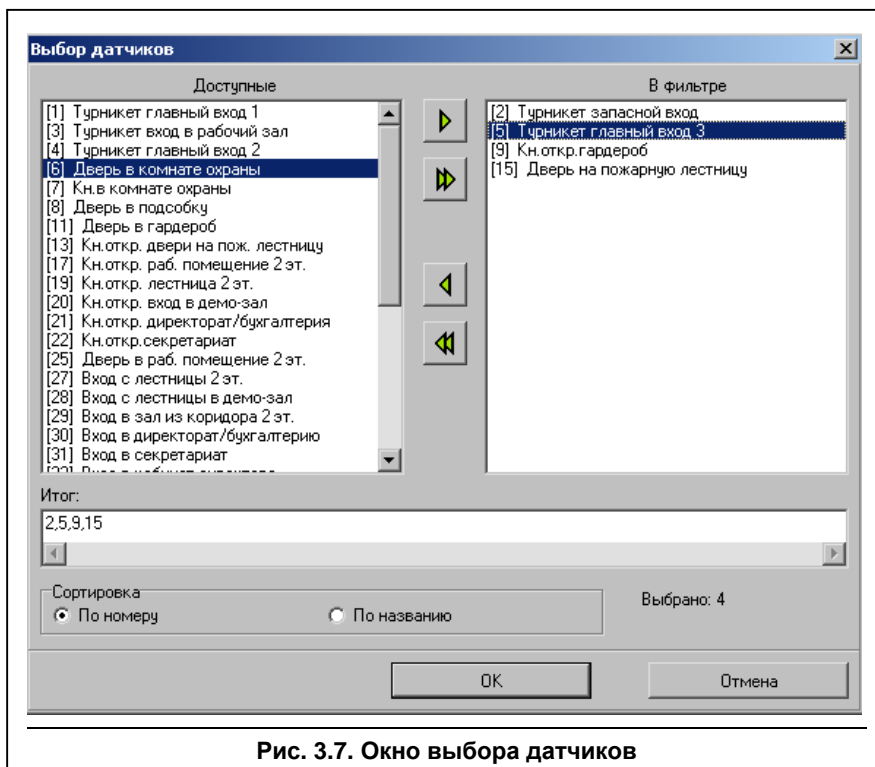 Выбор датчиков
Доступные
В фильтре
[1] Турникет главный вход 1
[3] Турникет вход в рабочий зал
[4] Турникет главный вход 2
[6] Дверь в комнате охраны
[7] Кн.в комнате охраны
[8] Дверь в подсобку
[11] Дверь в гардероб
[13] Кн.откр. двери на пож. лестницу
[17] Кн.откр. раб. помещение 2 эт.
[19] Кн.откр. лестница 2 эт.
[20] Кн.откр. вход в демо-зал
[21] Кн.откр. директорат/бухгалтерия
[22] Кн.откр.секретариат
[25] Дверь в раб. помещение 2 эт.
[27] Вход с лестницы 2 эт.
[28] Вход с лестницы в демо-зал
[29] Вход в зал из коридора 2 эт.
[30] Вход в директорат/бухгалтерию
[31] Вход в секретариат
[2] Турникет запасной вход
[5] Турникет главный вход 3
[9] Кн.откр.гардероб
[15] Дверь на пожарную лестницу
Итог:
2,5,9,15
Сортировка
По номеру
По названию
Выбрано: 4
OK
Отмена
Рис. 3.7. Окно выбора датчиков